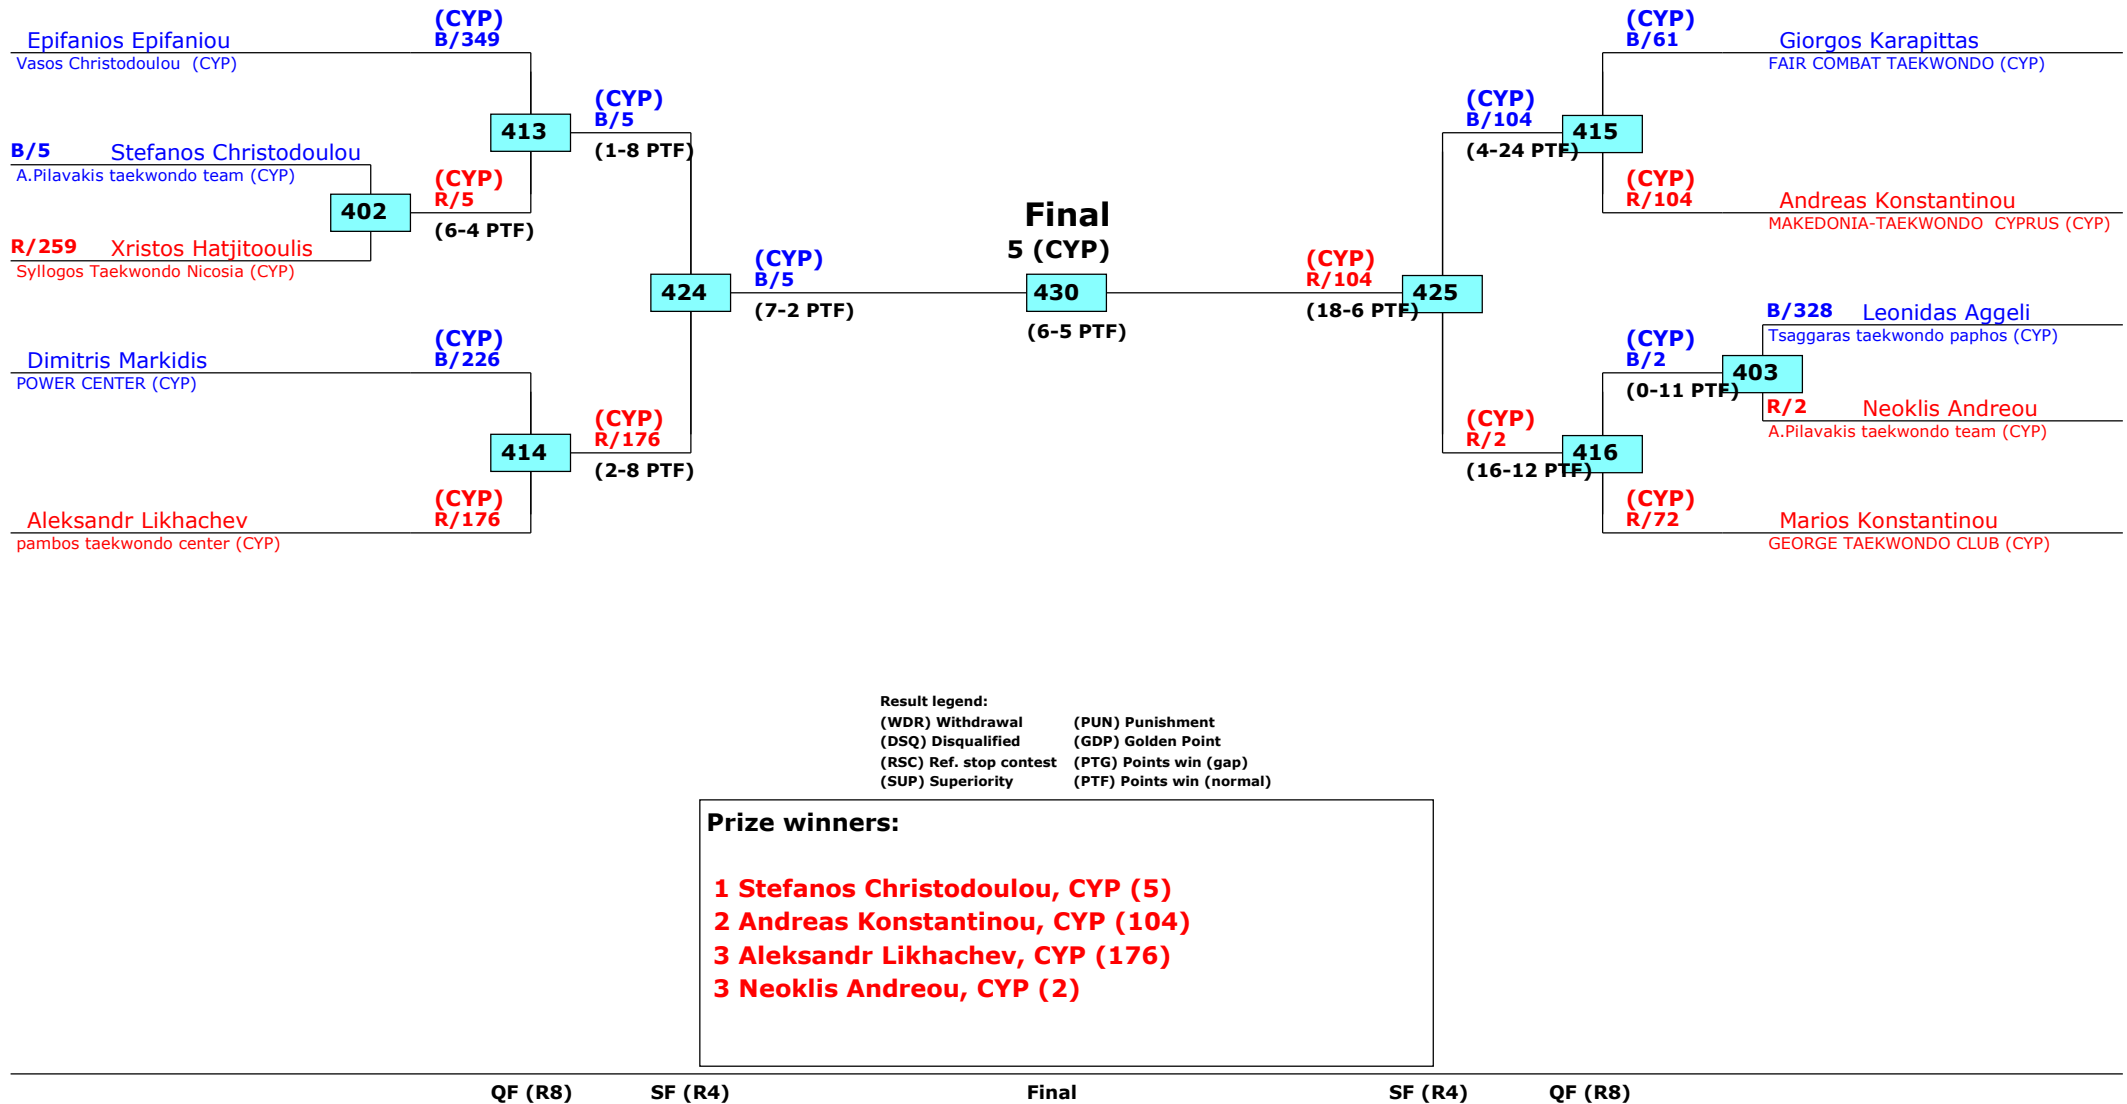 (CYP)
B/349
Epifanios Epifaniou
Vasos Christodoulou  (CYP)
413
(CYP)
B/5
(1-8 PTF)
B/5 Stefanos Christodoulou
A.Pilavakis taekwondo team (CYP)
402
(CYP)
R/5
(6-4 PTF)
R/259 Xristos Hatjitooulis
Syllogos Taekwondo Nicosia (CYP)
424
(CYP)
B/5
(7-2 PTF)
(CYP)
B/226
Dimitris Markidis
POWER CENTER (CYP)
414
(CYP)
R/176
(2-8 PTF)
(CYP)
R/176
Aleksandr Likhachev
pambos taekwondo center (CYP)
Final
5 (CYP)
430
(6-5 PTF)
(CYP)
B/61
Giorgos Karapittas
FAIR COMBAT TAEKWONDO (CYP)
(CYP)
B/104
(4-24 PTF)
415
(CYP)
R/104
Andreas Konstantinou
MAKEDONIA-TAEKWONDO  CYPRUS (CYP)
(CYP)
R/104
(18-6 PTF)
425
B/328 Leonidas Aggeli
Tsaggaras taekwondo paphos (CYP)
(CYP)
B/2
(0-11 PTF)
403
R/2 Neoklis Andreou
A.Pilavakis taekwondo team (CYP)
(CYP)
R/2
(16-12 PTF)
416
(CYP)
R/72
Marios Konstantinou
GEORGE TAEKWONDO CLUB (CYP)
Result legend:
(WDR) Withdrawal (PUN) Punishment
(DSQ) Disqualified (GDP) Golden Point
(RSC) Ref. stop contest (PTG) Points win (gap)
(SUP) Superiority (PTF) Points win (normal)
Prize winners:
1 Stefanos Christodoulou, CYP (5)
2 Andreas Konstantinou, CYP (104)
3 Aleksandr Likhachev, CYP (176)
3 Neoklis Andreou, CYP (2)
QF (R8) SF (R4) Final SF (R4) QF (R8)